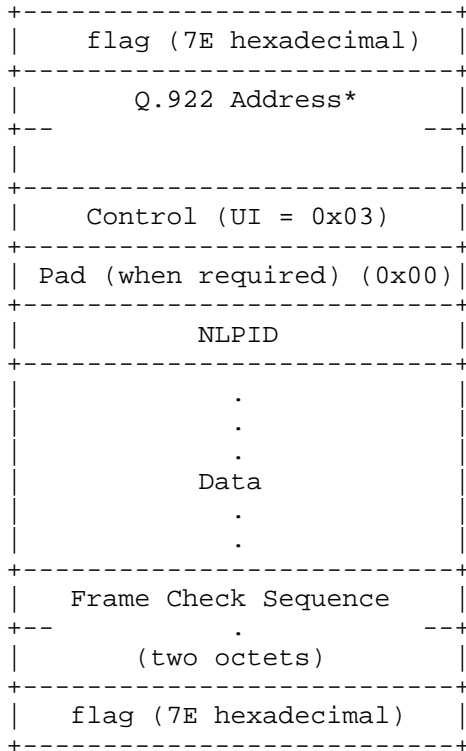 flag (7E hexadecimal)
Q.922 Address*
Control (UI = 0x03)
Pad (when required) (0x00)
NLPID
.
.
.
Data
.
.
Frame Check Sequence
.
(two octets)
flag (7E hexadecimal)